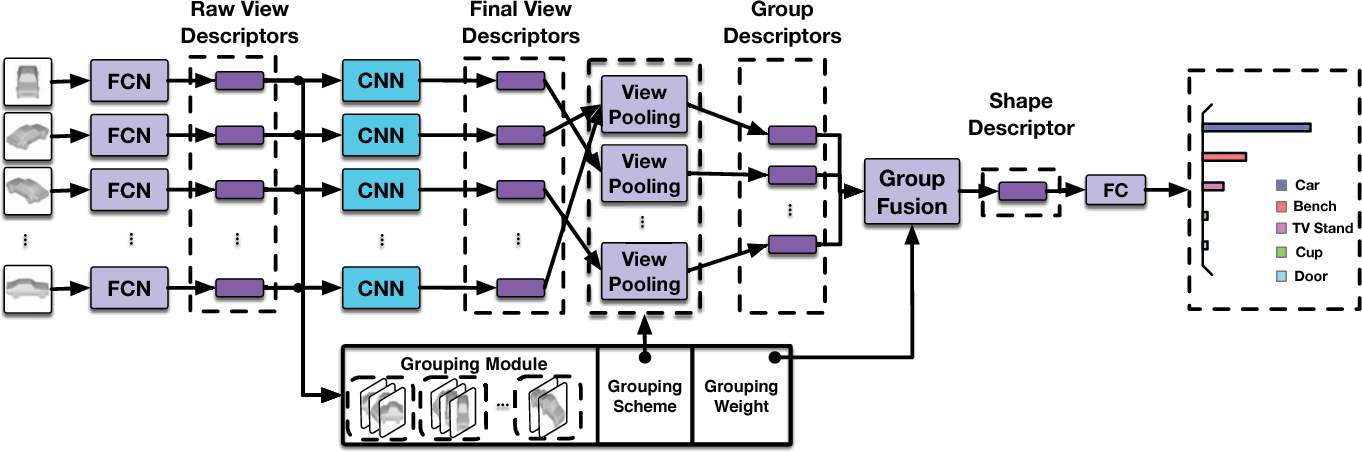 Raw View
Descriptors
Final View
Descriptors
Group
Descriptors
FCN
CNN
View
Pooling
FCN
CNN
FCN
CNN
View
Pooling
...
...
...
...
...
...
FCN
CNN
View
Pooling
Group
Fusion
Shape
Descriptor
FC
Car
Bench
TV Stand
Cup
Door
Grouping Module
...
Grouping
Scheme
Grouping
Weight